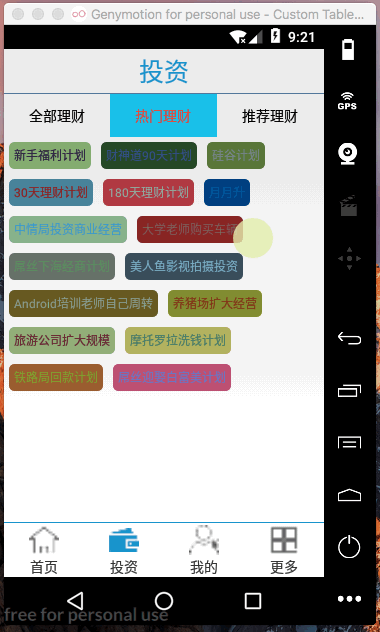 Genymotion for personal use - Custom Table...
9:21
投资
全部理财 热门理财 推荐理财
新手福利计划 财神道90天计划 硅谷计划
30天理财计划 180天理财计划 月月升
中情局投资商业经营 大学老师购买车辆
屌丝下海经商计划 美人鱼影视拍摄投资
Android培训老师自己周转 养猪场扩大经营
旅游公司扩大规模 摩托罗拉洗钱计划
铁路局回款计划
首页 投资 我的 更多
GPS
free for personal use